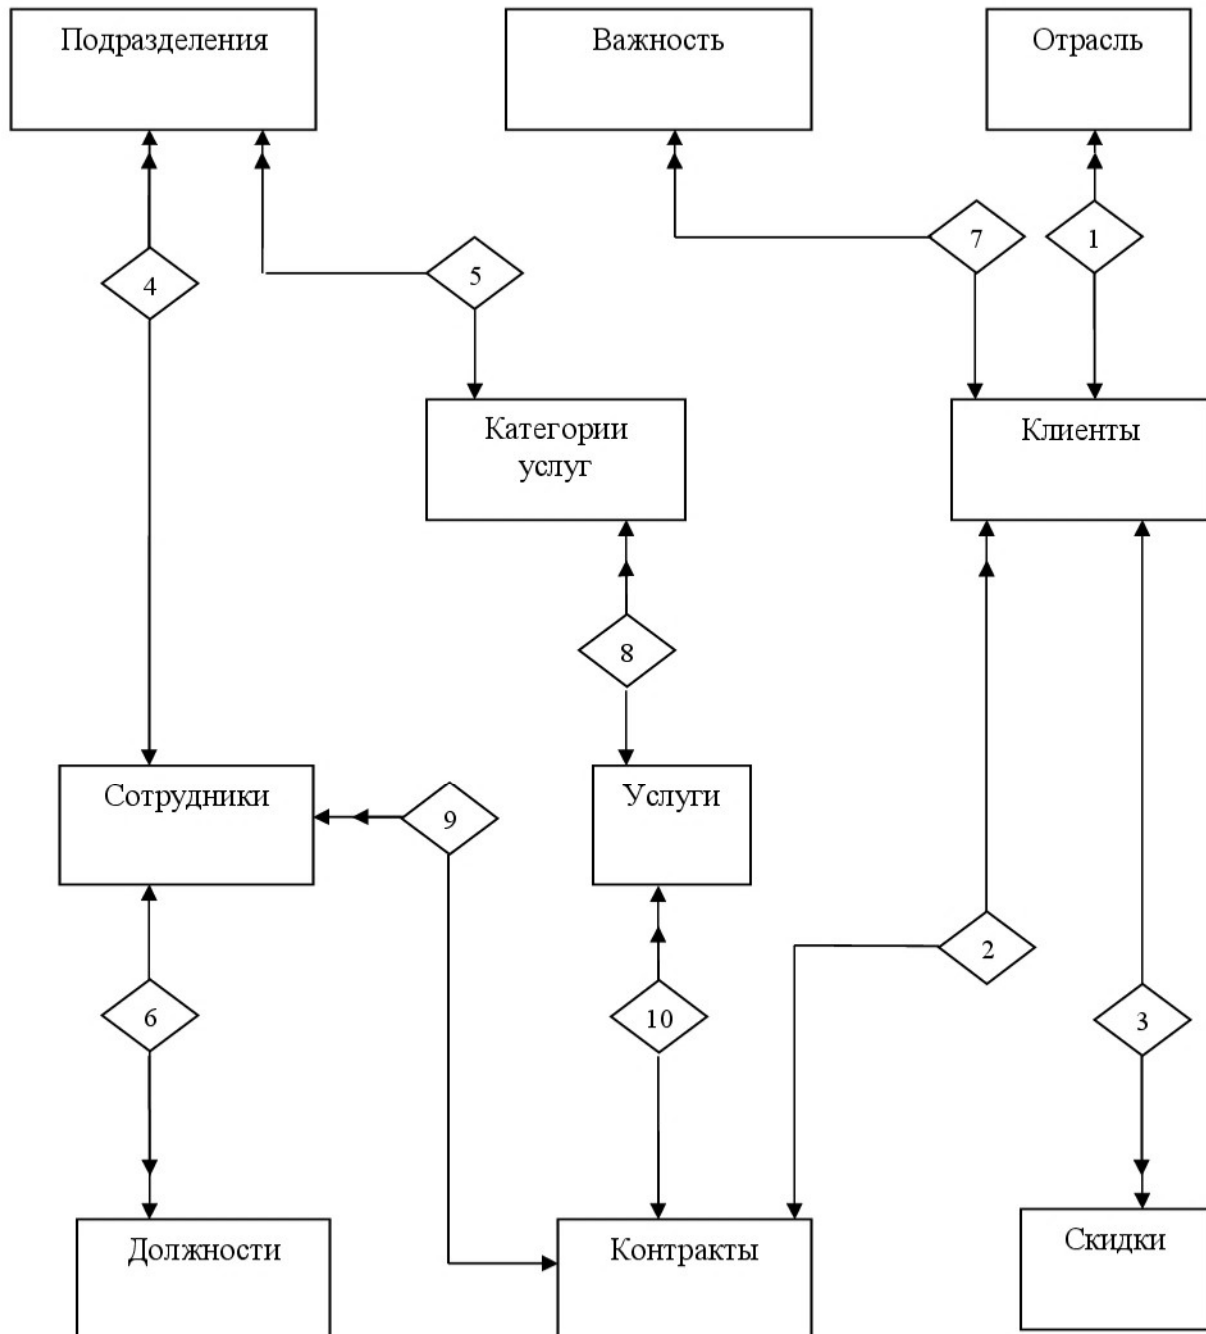 Подразделения
Важность
Отрасль
7
1
4
5
Категории
услуг
Клиенты
8
Сотрудники
Услуги
9
2
6
10
3
Должности
Контракты
Скидки